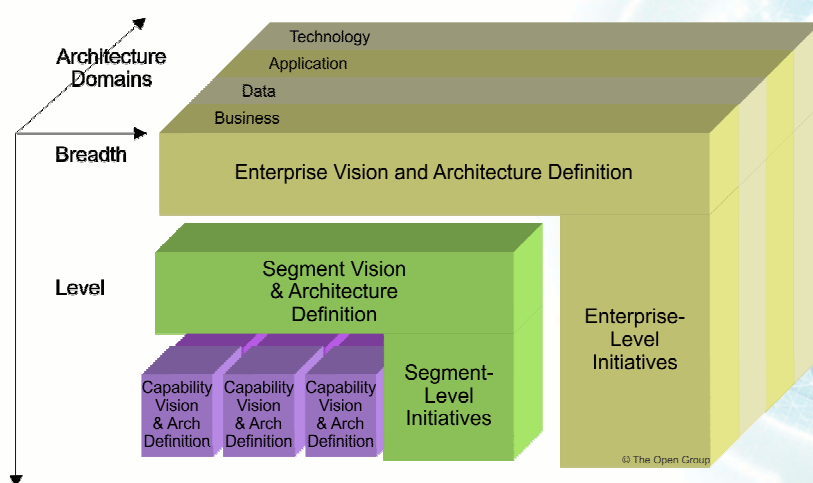 Technology
Architecture
Domains
Application
Data
Business
Breadth
Enterprise Vision and Architecture Definition
Level
Segment Vision
& Architecture
Definition
Enterprise-
Level
Initiatives
Capability
Vision
& Arch
Definition
Capability
Vision
& Arch
Definition
Capability
Vision
& Arch
Definition
Segment-
Level
Initiatives
© The Open Group